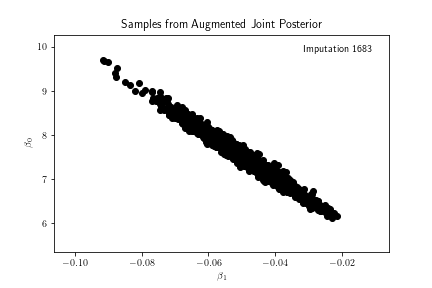 Samples from Augmented Joint Posterior
Imputation 1683
10
9
8
7
6
β0
−0.10 −0.08 −0.06 −0.04 −0.02
β1